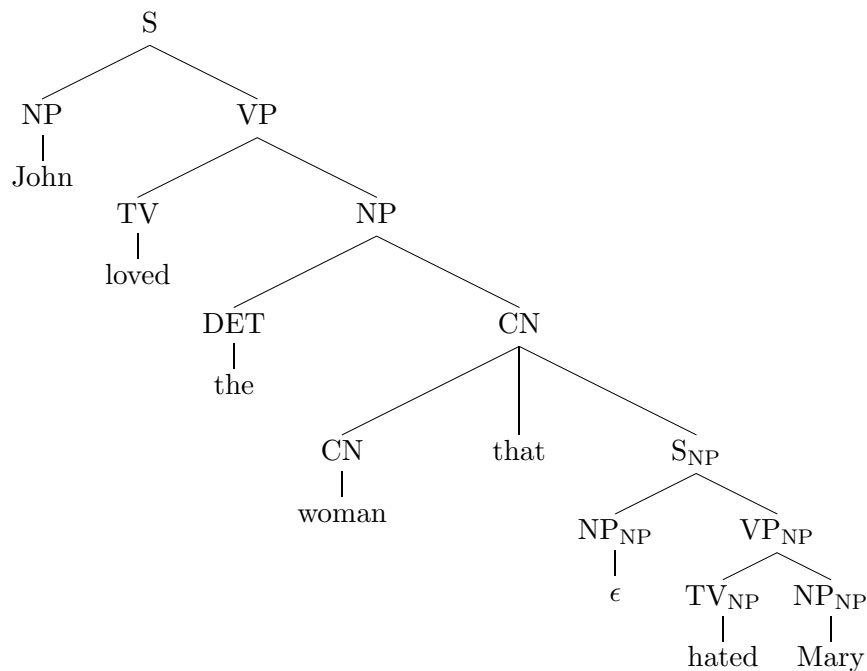 S
NP VP
John
TV NP
loved
DET CN
the
CN that S_NP
woman
NP_NP VP_NP
ϵ TV_NP NP_NP
hated Mary